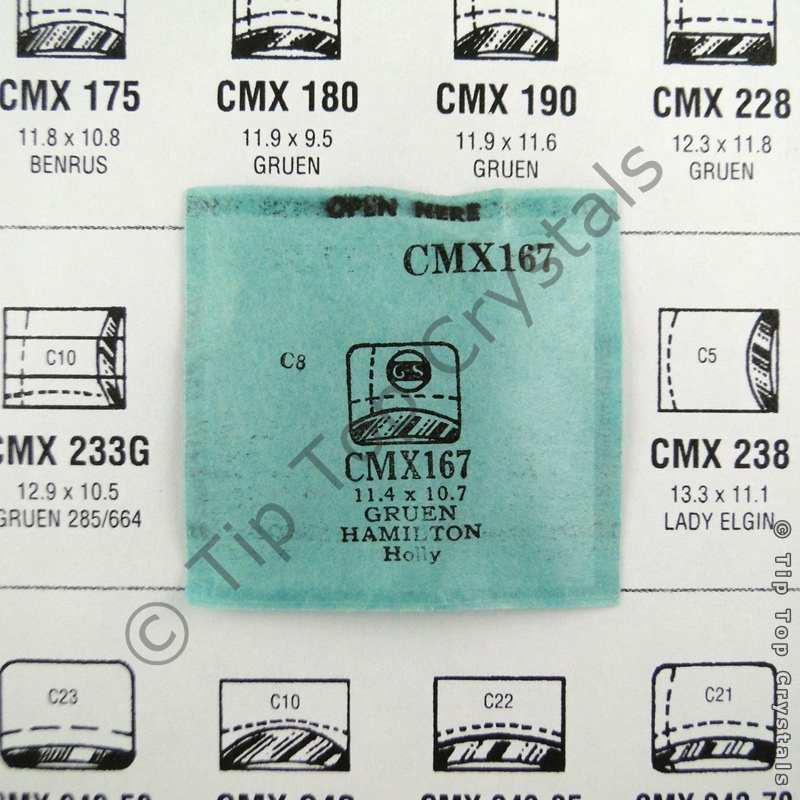 CMX 175
11.8 x 10.8
BENRUS
CMX 180
11.9 x 9.5
GRUEN
CMX 190
11.9 x 11.6
GRUEN
CMX 228
12.3 x 11.8
GRUEN
OPEN HERE
CMX167
C8
GS
CMX167
11.4 x 10.7
GRUEN
HAMILTON
Holly
C10
CMX 233G
12.9 x 10.5
GRUEN 285/664
C5
CMX 238
13.3 x 11.1
LADY ELGIN
C23
C10
C22
C21
© Tip Top Crystals
© Tip Top Crystals